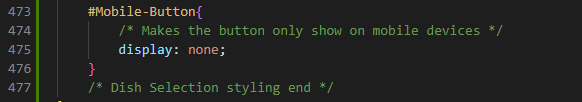 473 #Mobile-Button{
474 /* Makes the button only show on mobile devices */
475 display: none;
476 }
477 /* Dish Selection styling end */